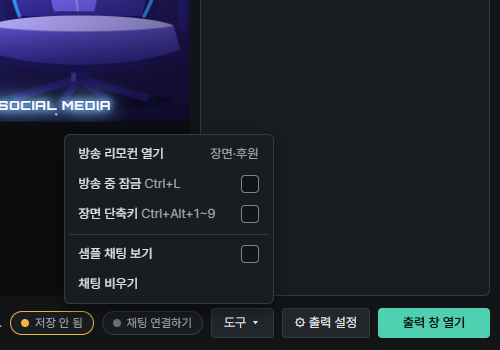 SOCIAL MEDIA
방송 리모컨 열기 장면·후원
방송 중 잠금 Ctrl+L
장면 단축키 Ctrl+Alt+1~9
샘플 채팅 보기
채팅 비우기
저장 안 됨 채팅 연결하기 도구 출력 설정 출력 창 열기